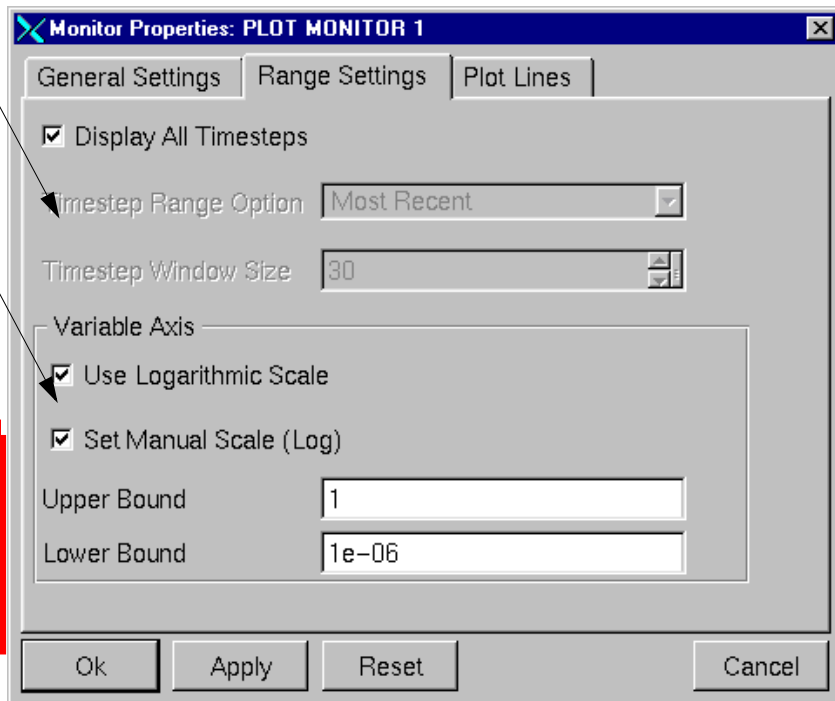 Monitor Properties: PLOT MONITOR 1
General Settings Range Settings Plot Lines
Display All Timesteps
Timestep Range Option Most Recent
Timestep Window Size 30
Variable Axis
Use Logarithmic Scale
Set Manual Scale (Log)
Upper Bound 1
Lower Bound 1e-06
Ok Apply Reset Cancel